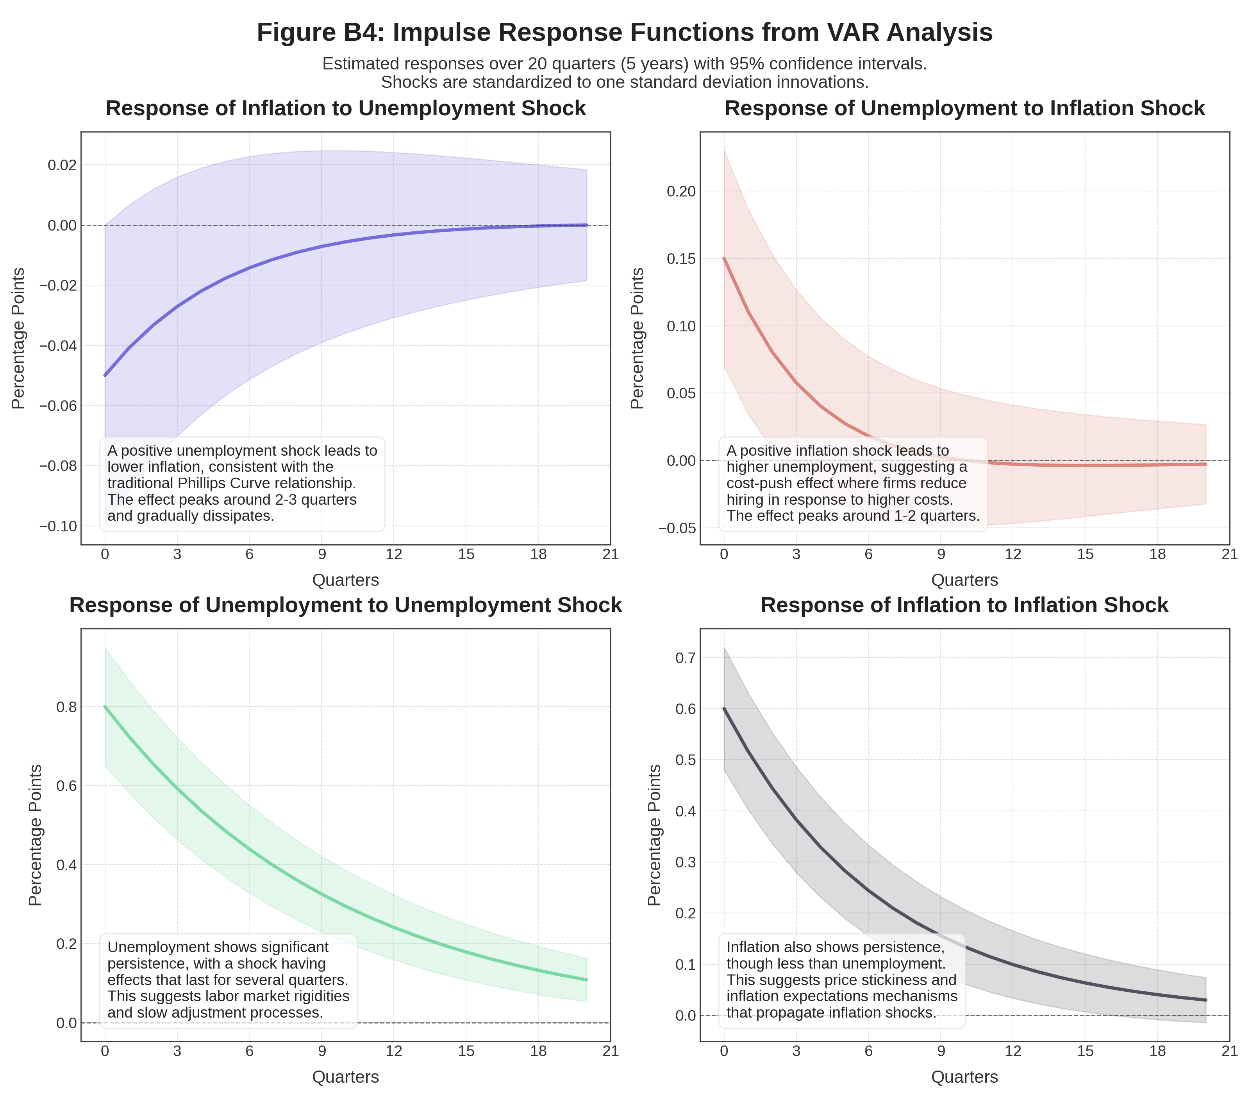 Figure B4: Impulse Response Functions from VAR Analysis
Estimated responses over 20 quarters (5 years) with 95% confidence intervals.
Shocks are standardized to one standard deviation innovations.
Response of Inflation to Unemployment Shock
Percentage Points
0.02
0.00
−0.02
−0.04
−0.06
−0.08
−0.10
A positive unemployment shock leads to
lower inflation, consistent with the
traditional Phillips Curve relationship.
The effect peaks around 2-3 quarters
and gradually dissipates.
0 3 6 9 12 15 18 21
Quarters
Response of Unemployment to Inflation Shock
Percentage Points
0.20
0.15
0.10
0.05
0.00
−0.05
A positive inflation shock leads to
higher unemployment, suggesting a
cost-push effect where firms reduce
hiring in response to higher costs.
The effect peaks around 1-2 quarters.
0 3 6 9 12 15 18 21
Quarters
Response of Unemployment to Unemployment Shock
Percentage Points
0.8
0.6
0.4
0.2
0.0
Unemployment shows significant
persistence, with a shock having
effects that last for several quarters.
This suggests labor market rigidities
and slow adjustment processes.
0 3 6 9 12 15 18 21
Quarters
Response of Inflation to Inflation Shock
Percentage Points
0.7
0.6
0.5
0.4
0.3
0.2
0.1
0.0
Inflation also shows persistence,
though less than unemployment.
This suggests price stickiness and
inflation expectations mechanisms
that propagate inflation shocks.
0 3 6 9 12 15 18 21
Quarters